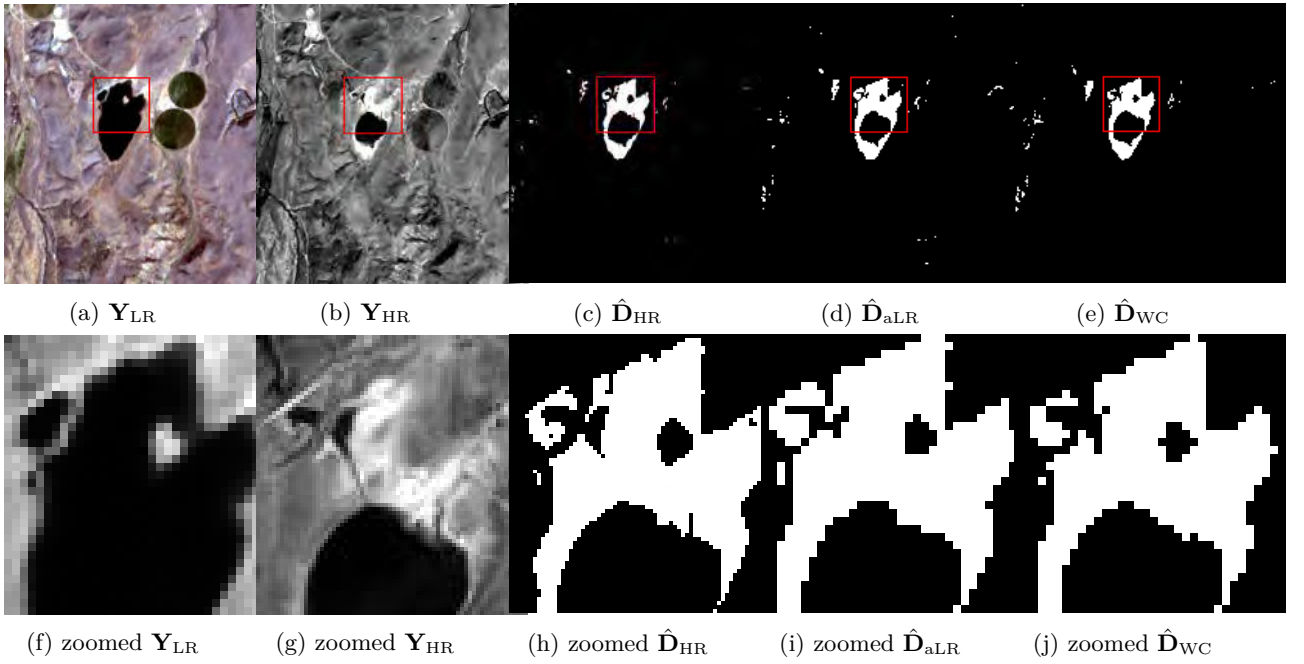 (a) Y_LR (b) Y_HR (c) D̂_HR (d) D̂_aLR (e) D̂_WC
(f) zoomed Y_LR (g) zoomed Y_HR (h) zoomed D̂_HR (i) zoomed D̂_aLR (j) zoomed D̂_WC